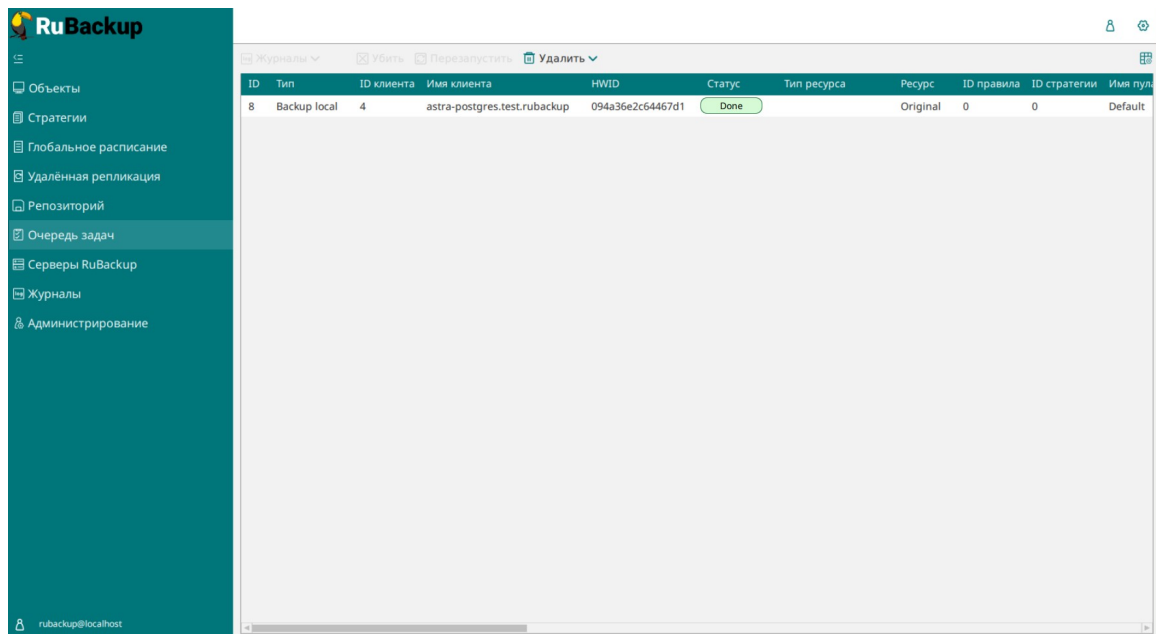 RuBackup
Журналы Убить Перезапустить Удалить
Объекты
Стратегии
Глобальное расписание
Удалённая репликация
Репозиторий
Очередь задач
Серверы RuBackup
Журналы
Администрирование
ID Тип ID клиента Имя клиента HWID Статус Тип ресурса Ресурс ID правила ID стратегии Имя пула
8 Backup local 4 astra-postgres.test.rubackup 094a36e2c64467d1 Done Original 0 0 Default
rubackup@localhost